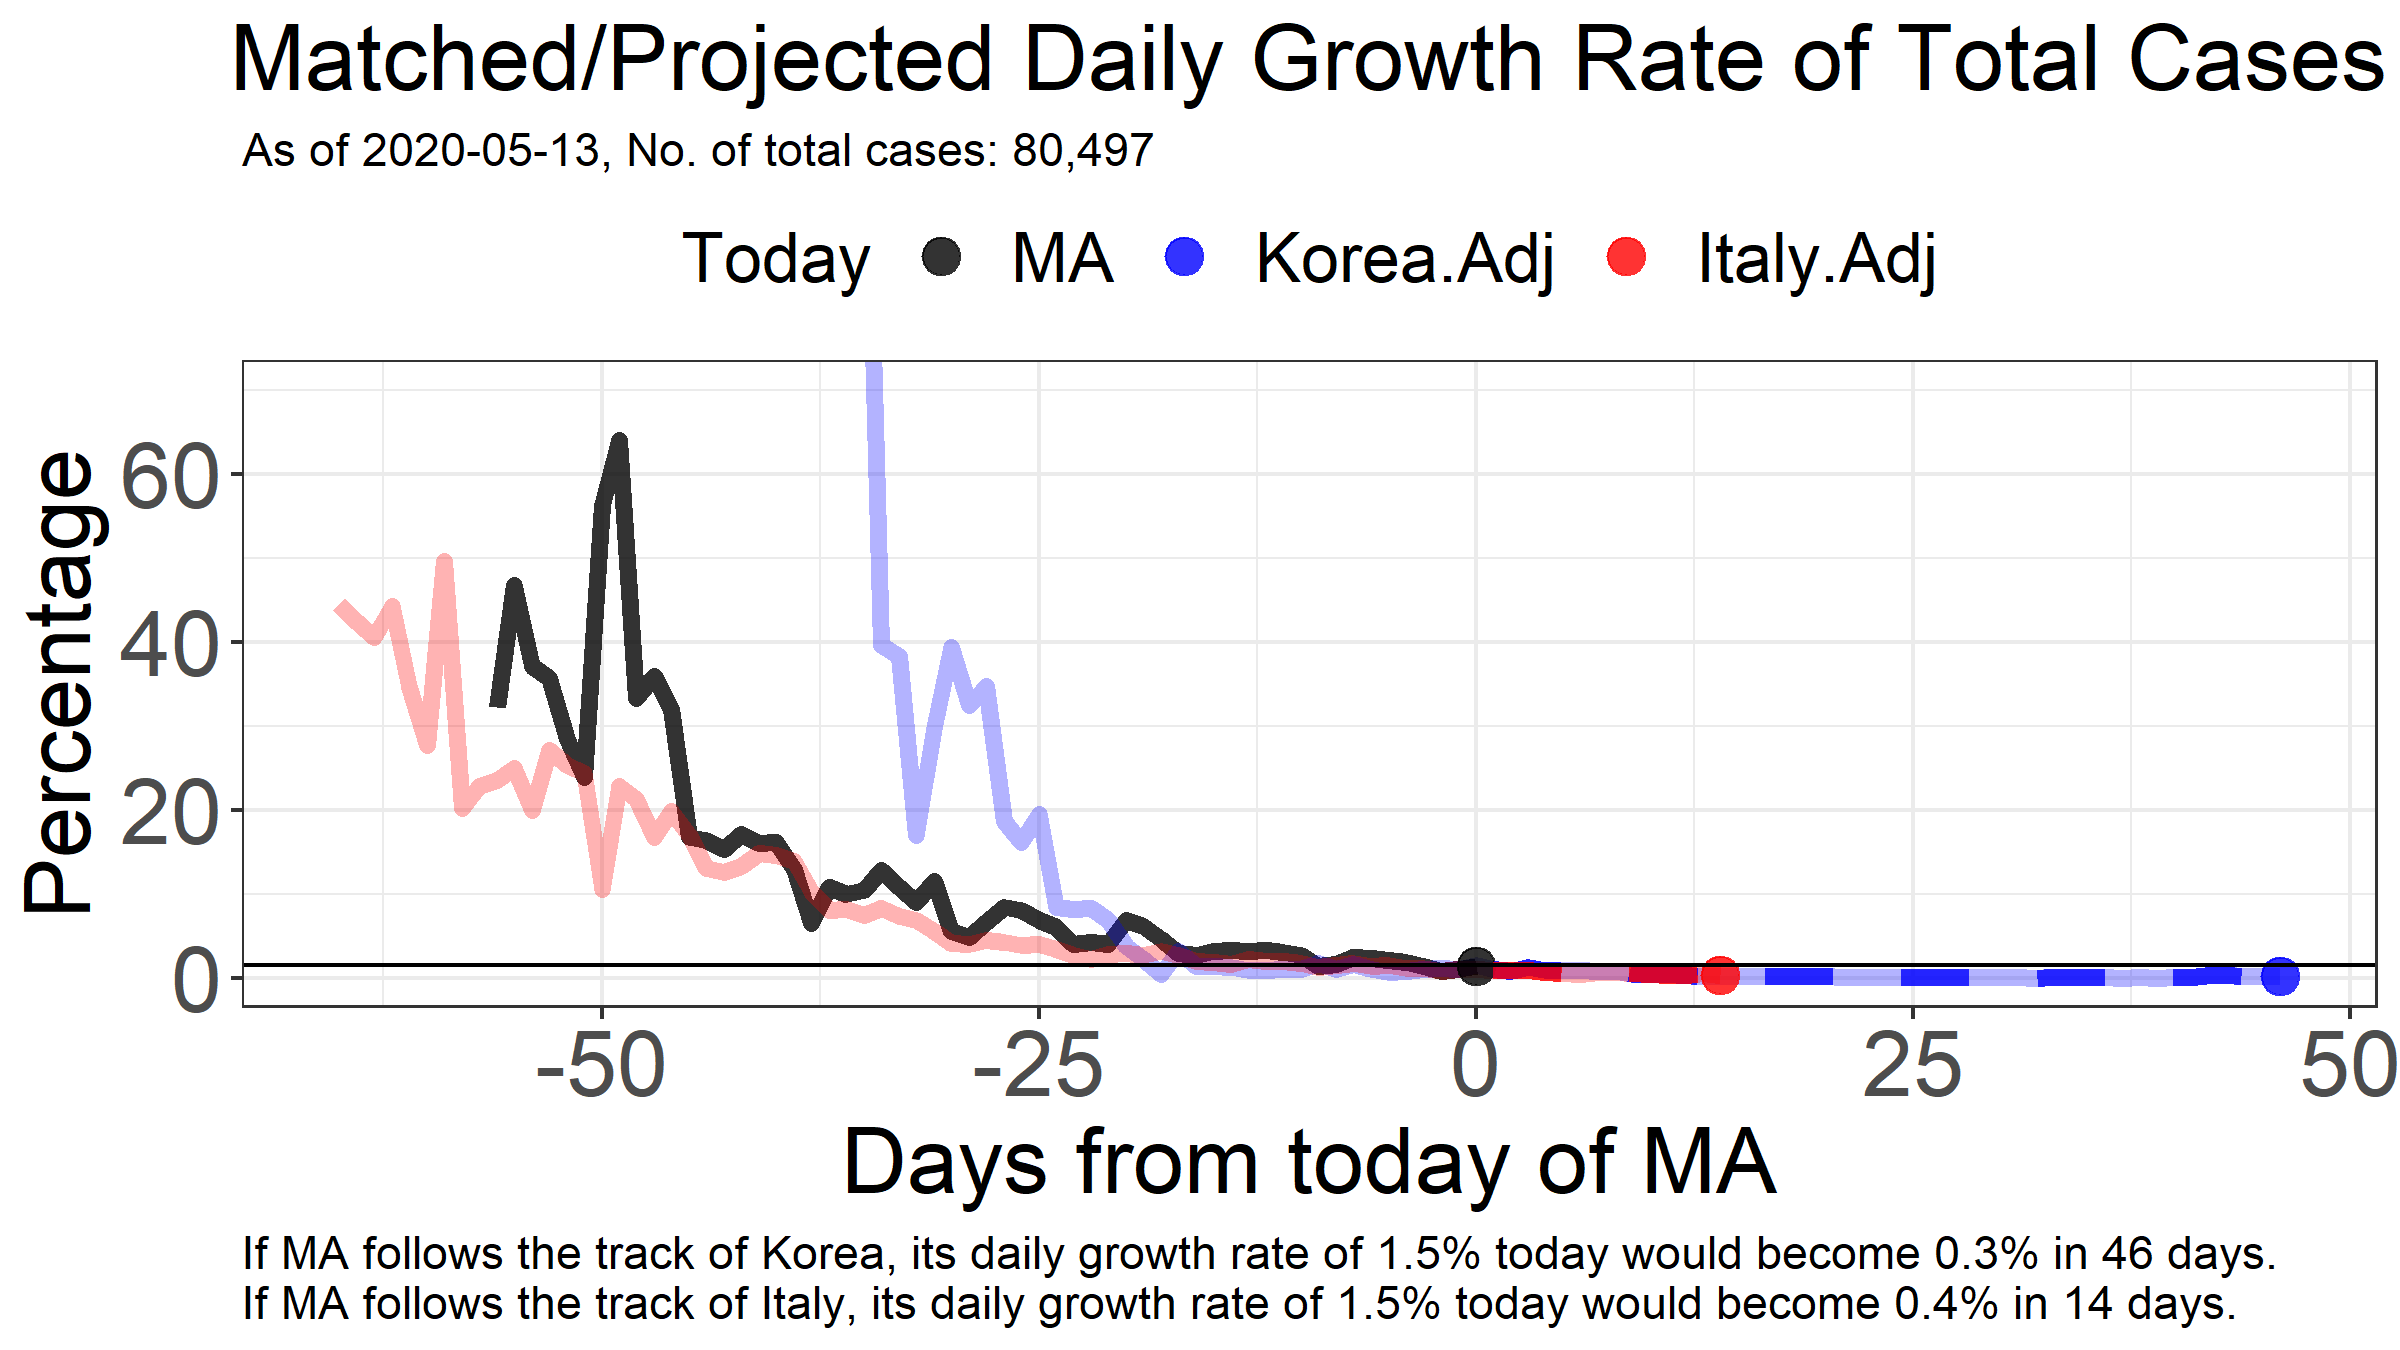 Matched/Projected Daily Growth Rate of Total Cases
As of 2020-05-13, No. of total cases: 80,497
Today MA Korea.Adj Italy.Adj
Percentage
60
40
20
0
-50 -25 0 25 50
Days from today of MA
If MA follows the track of Korea, its daily growth rate of 1.5% today would become 0.3% in 46 days.
If MA follows the track of Italy, its daily growth rate of 1.5% today would become 0.4% in 14 days.